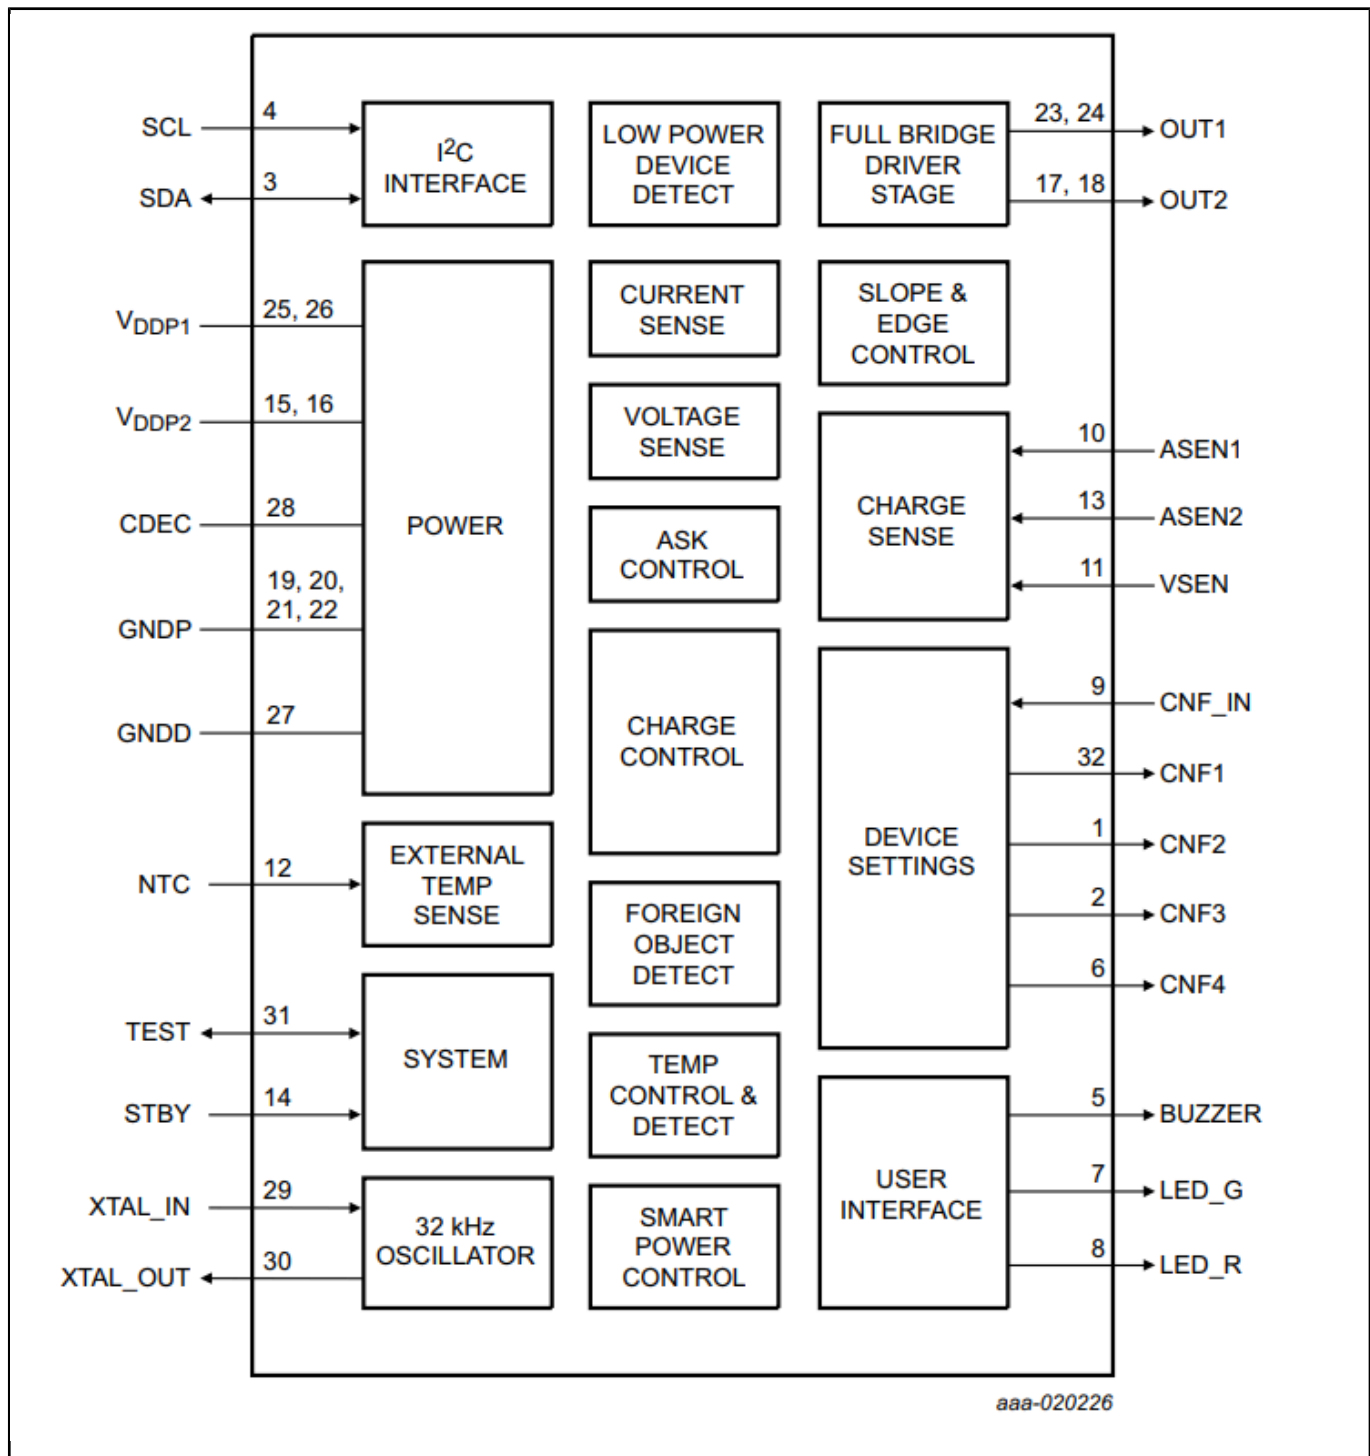 SCL
4
SDA
3
I2C
INTERFACE
LOW POWER
DEVICE
DETECT
FULL BRIDGE
DRIVER
STAGE
23, 24
OUT1
17, 18
OUT2
VDDP1
25, 26
VDDP2
15, 16
CDEC
28
GNDP
19, 20,
21, 22
GNDD
27
POWER
CURRENT
SENSE
SLOPE &
EDGE
CONTROL
VOLTAGE
SENSE
ASK
CONTROL
CHARGE
SENSE
10
ASEN1
13
ASEN2
11
VSEN
CHARGE
CONTROL
DEVICE
SETTINGS
9
CNF_IN
32
CNF1
1
CNF2
2
CNF3
6
CNF4
NTC
12
EXTERNAL
TEMP
SENSE
FOREIGN
OBJECT
DETECT
TEST
31
STBY
14
SYSTEM
TEMP
CONTROL &
DETECT
USER
INTERFACE
5
BUZZER
7
LED_G
8
LED_R
XTAL_IN
29
XTAL_OUT
30
32 kHz
OSCILLATOR
SMART
POWER
CONTROL
aaa-020226